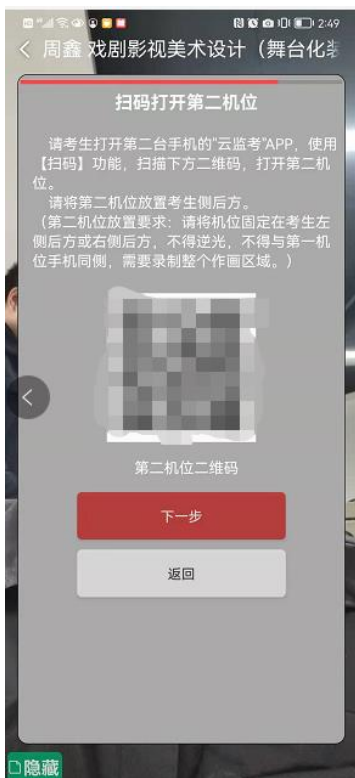 2:49
周鑫 戏剧影视美术设计（舞台化装
扫码打开第二机位
请考生打开第二台手机的“云监考”APP，使用
【扫码】功能，扫描下方二维码，打开第二机
位。
请将第二机位放置考生侧后方。
（第二机位放置要求：请将机位固定在考生左
侧后方或右侧后方，不得逆光，不得与第一机
位手机同侧，需要录制整个作画区域。）
第二机位二维码
下一步
返回
隐藏